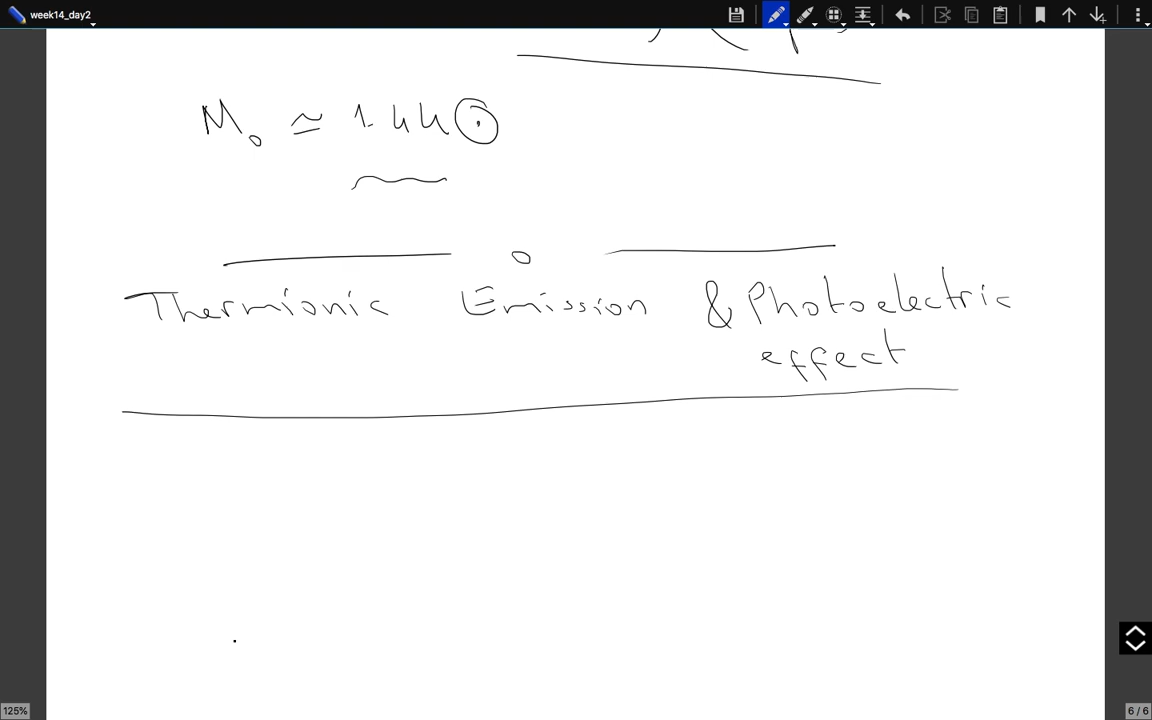 week14_day2
M₀ ≃ 1.44 ⊙
Thermionic Emission & Photoelectric
effect
125%
6 / 6